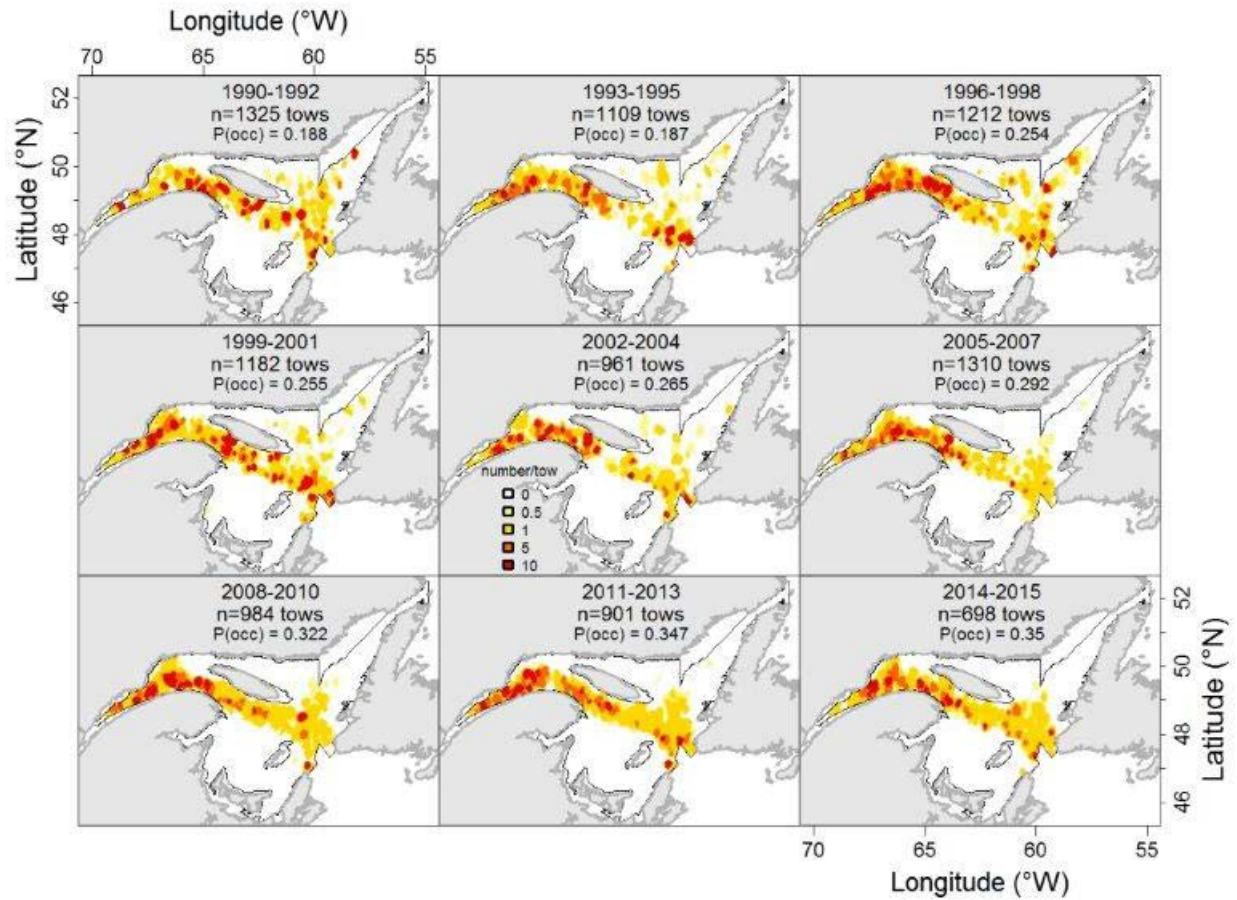 Longitude (°W)
70 65 60 55
Latitude (°N)
52
50
48
46
1990-1992
n=1325 tows
P(occ) = 0.188
1993-1995
n=1109 tows
P(occ) = 0.187
1996-1998
n=1212 tows
P(occ) = 0.254
1999-2001
n=1182 tows
P(occ) = 0.255
2002-2004
n=961 tows
P(occ) = 0.265
number/tow
0
0.5
1
5
10
2005-2007
n=1310 tows
P(occ) = 0.292
2008-2010
n=984 tows
P(occ) = 0.322
2011-2013
n=901 tows
P(occ) = 0.347
2014-2015
n=698 tows
P(occ) = 0.35
52
50
48
46
Latitude (°N)
70 65 60 55
Longitude (°W)